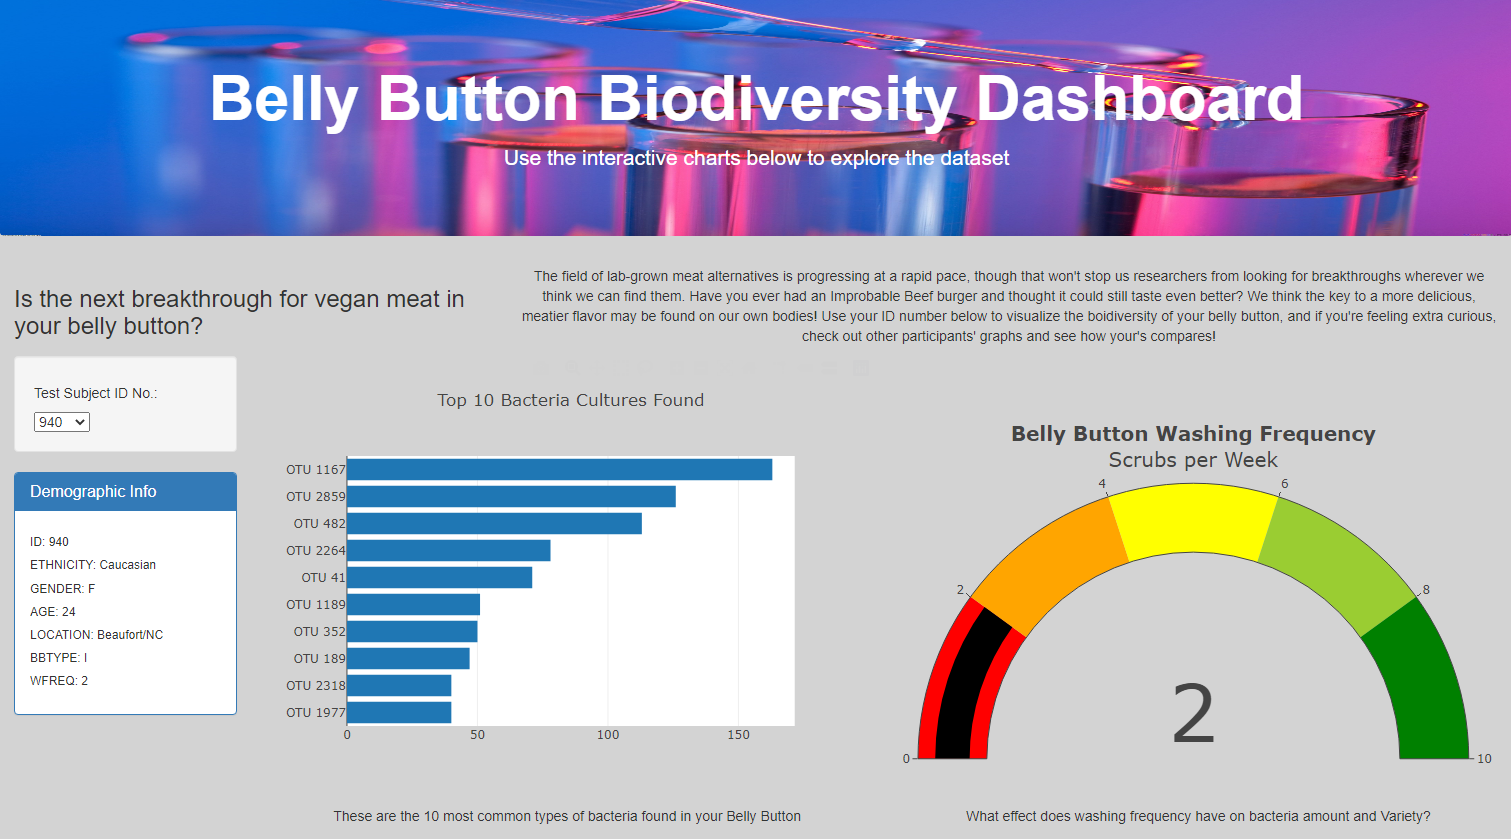 Belly Button Biodiversity Dashboard
Use the interactive charts below to explore the dataset
Is the next breakthrough for vegan meat in
your belly button?
The field of lab-grown meat alternatives is progressing at a rapid pace, though that won't stop us researchers from looking for breakthroughs wherever we
think we can find them. Have you ever had an Improbable Beef burger and thought it could still taste even better? We think the key to a more delicious,
meatier flavor may be found on our own bodies! Use your ID number below to visualize the boidiversity of your belly button, and if you're feeling extra curious,
check out other participants' graphs and see how your's compares!
Test Subject ID No.:
940
Demographic Info
ID: 940
ETHNICITY: Caucasian
GENDER: F
AGE: 24
LOCATION: Beaufort/NC
BBTYPE: I
WFREQ: 2
Top 10 Bacteria Cultures Found
OTU 1167
OTU 2859
OTU 482
OTU 2264
OTU 41
OTU 1189
OTU 352
OTU 189
OTU 2318
OTU 1977
0 50 100 150
These are the 10 most common types of bacteria found in your Belly Button
Belly Button Washing Frequency
Scrubs per Week
4 6
2 8
2
0 10
What effect does washing frequency have on bacteria amount and Variety?